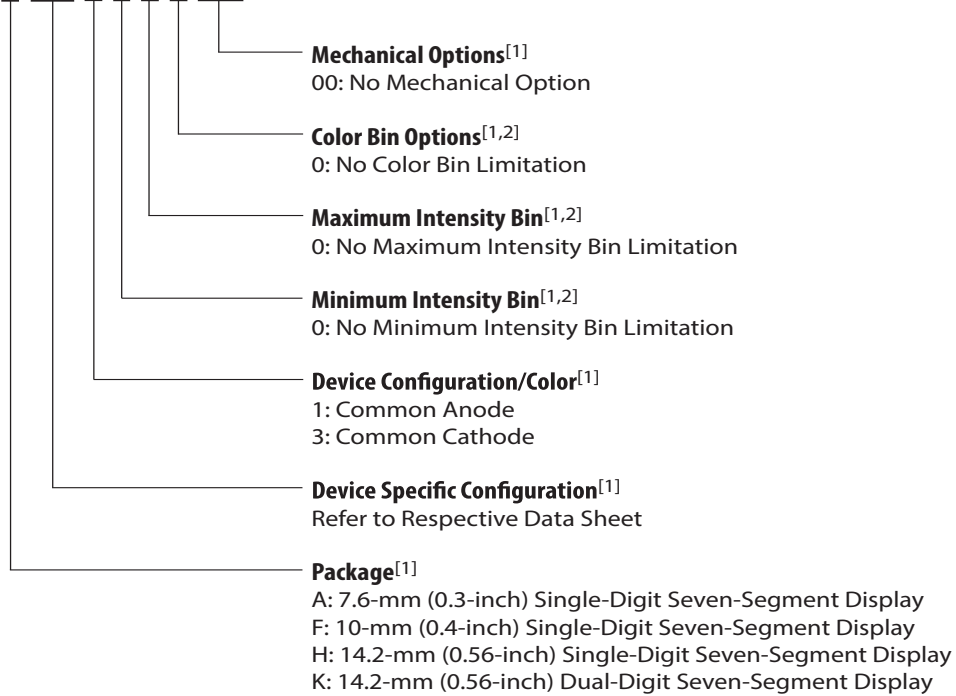 Mechanical Options[1]
00: No Mechanical Option
Color Bin Options[1,2]
0: No Color Bin Limitation
Maximum Intensity Bin[1,2]
0: No Maximum Intensity Bin Limitation
Minimum Intensity Bin[1,2]
0: No Minimum Intensity Bin Limitation
Device Configuration/Color[1]
1: Common Anode
3: Common Cathode
Device Specific Configuration[1]
Refer to Respective Data Sheet
Package[1]
A: 7.6-mm (0.3-inch) Single-Digit Seven-Segment Display
F: 10-mm (0.4-inch) Single-Digit Seven-Segment Display
H: 14.2-mm (0.56-inch) Single-Digit Seven-Segment Display
K: 14.2-mm (0.56-inch) Dual-Digit Seven-Segment Display